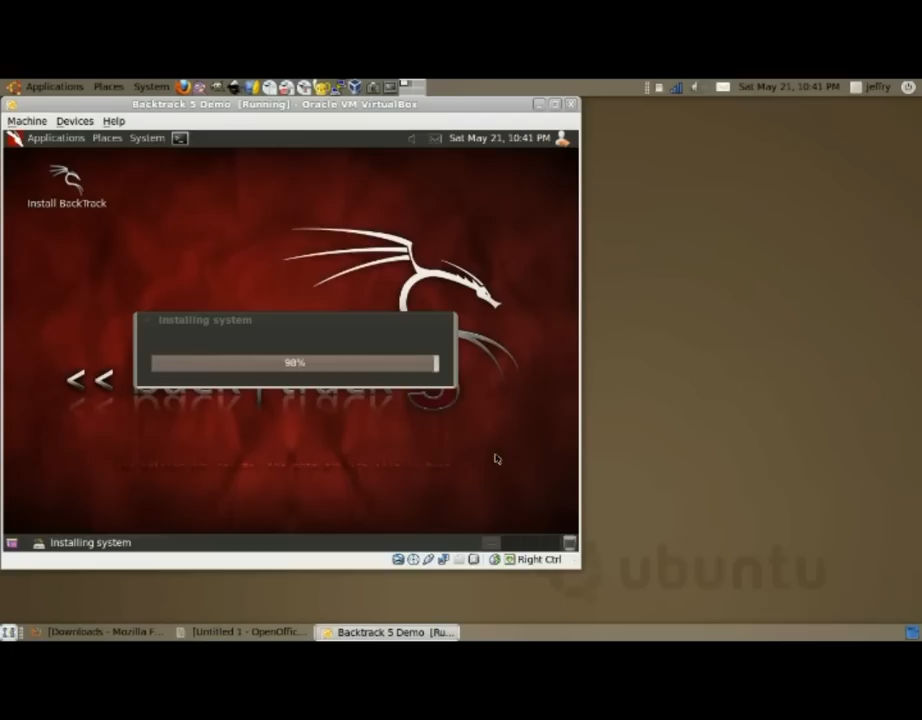 Applications Places System
Sat May 21, 10:41 PM
jeffry
Backtrack 5 Demo [Running] - Oracle VM VirtualBox
Machine Devices Help
Applications Places System
Sat May 21, 10:41 PM
Install BackTrack
Installing system
98%
<<
Installing system
Right Ctrl
ubuntu
[Downloads - Mozilla F...
[Untitled 1 - OpenOffic...
Backtrack 5 Demo [Ru...